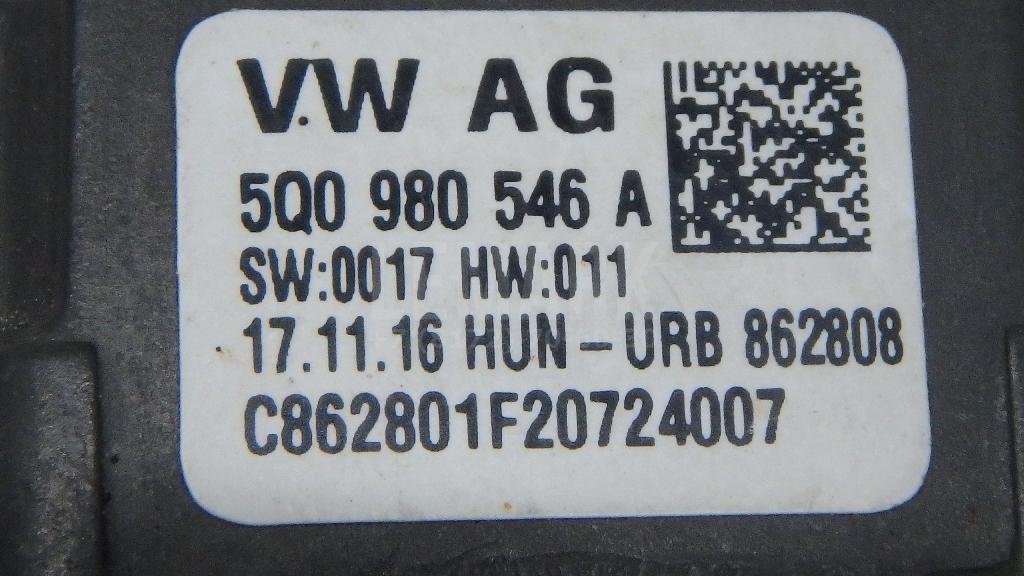 VW AG
5Q0 980 546 A
SW:0017 HW:011
17.11.16 HUN-URB 862808
C862801F20724007